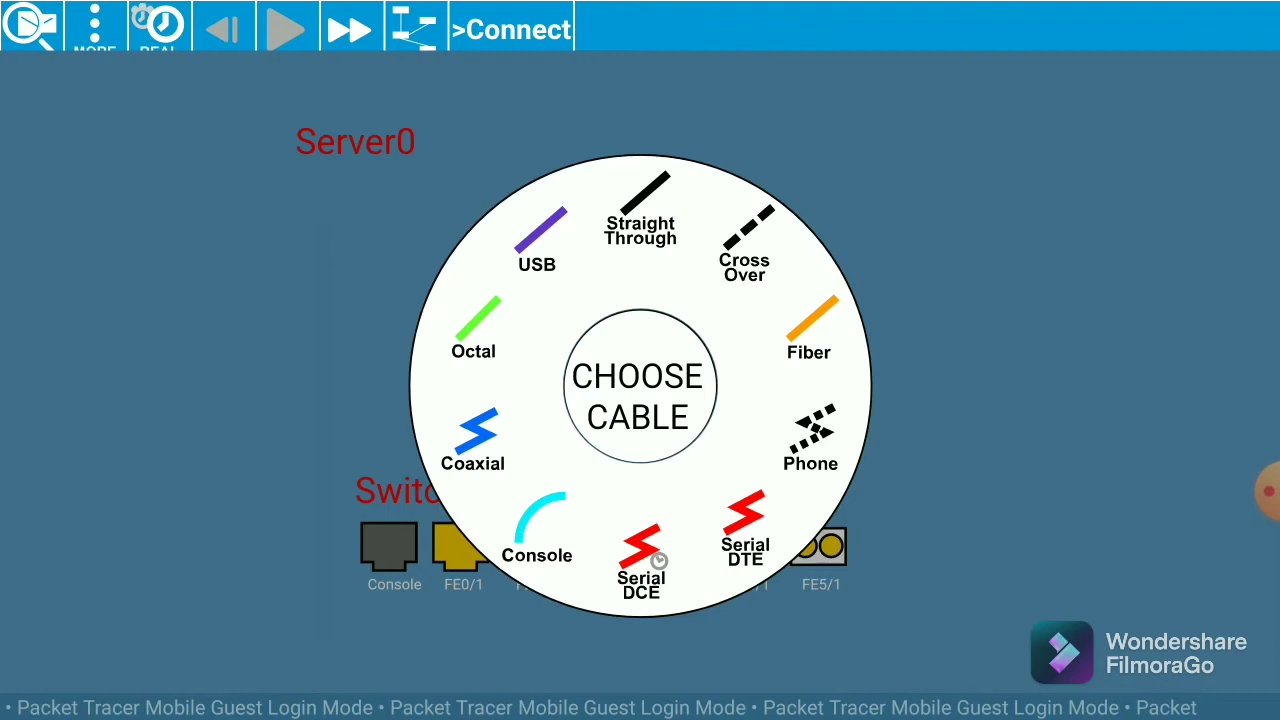 MORE
REAL
>Connect
Server0
Straight
Through
USB
Cross
Over
Octal
Fiber
CHOOSE
CABLE
Coaxial
Phone
Console
Serial
DCE
Serial
DTE
Console
FE0/1
FE5/1
Wondershare
FilmoraGo
• Packet Tracer Mobile Guest Login Mode • Packet Tracer Mobile Guest Login Mode • Packet Tracer Mobile Guest Login Mode • Packet